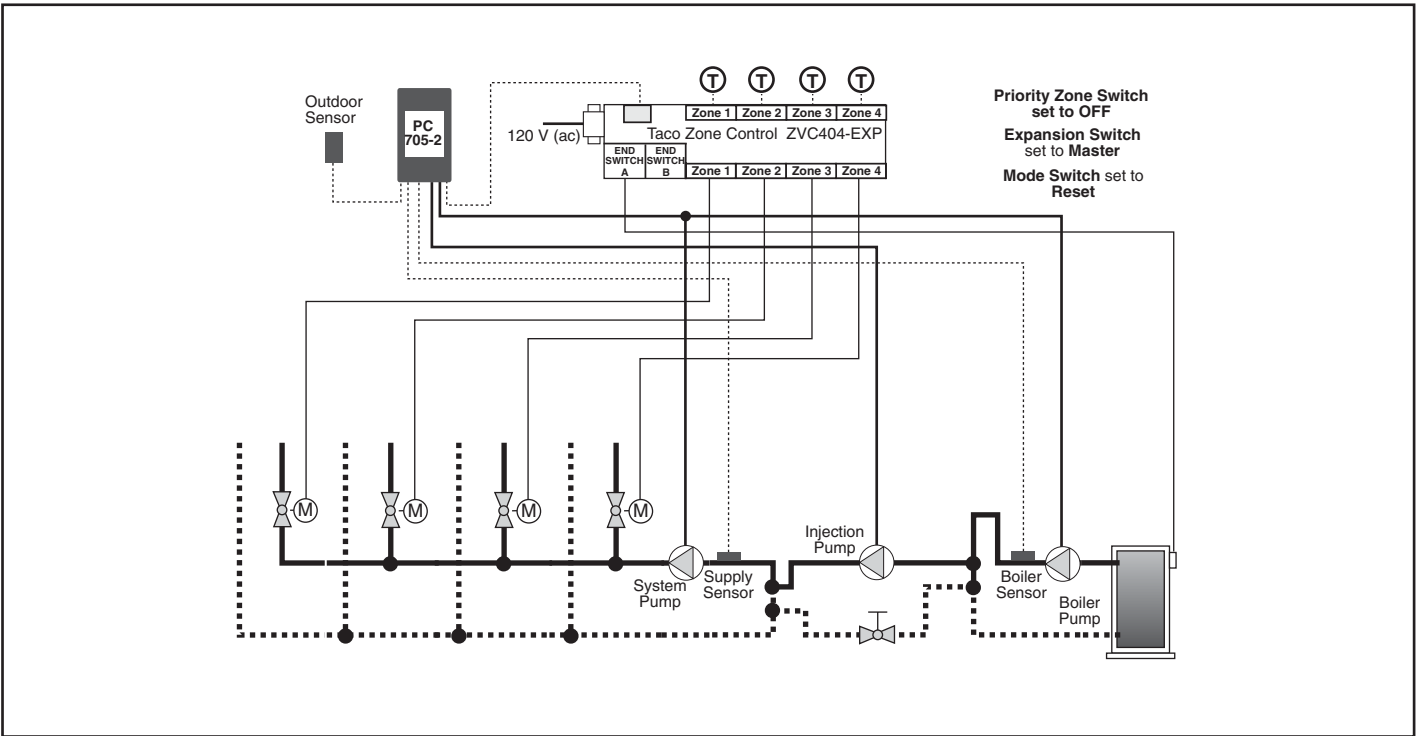 Outdoor
Sensor
PC
705-2
120 V (ac)
T T T T
Zone 1 Zone 2 Zone 3 Zone 4
Taco Zone Control ZVC404-EXP
END
SWITCH
A
END
SWITCH
B
Zone 1 Zone 2 Zone 3 Zone 4
Priority Zone Switch
set to OFF
Expansion Switch
set to Master
Mode Switch set to
Reset
M M M M
System
Pump
Supply
Sensor
Injection
Pump
Boiler
Sensor
Boiler
Pump